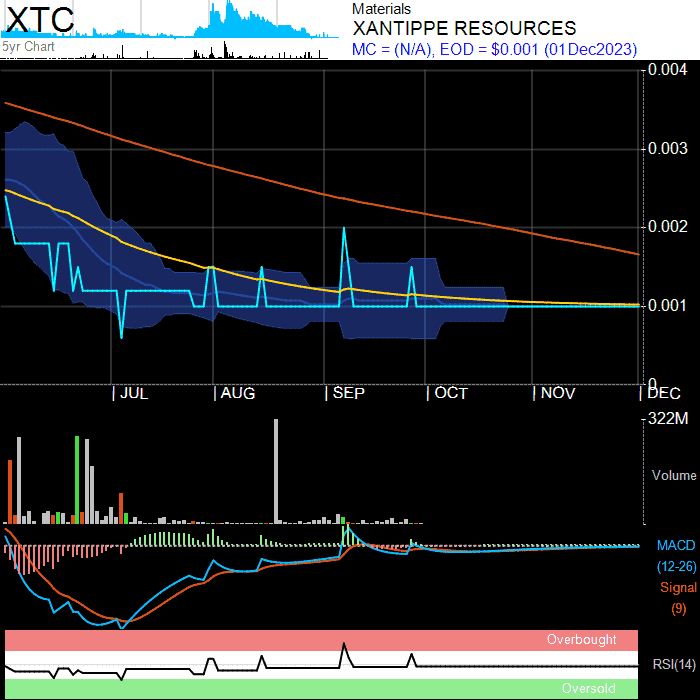 XTC
5yr Chart
Materials
XANTIPPE RESOURCES
MC = (N/A), EOD = $0.001 (01Dec2023)
0.004
0.003
0.002
0.001
0
JUL AUG SEP OCT NOV DEC
322M
Volume
MACD
(12-26)
Signal
(9)
Overbought
RSI(14)
Oversold